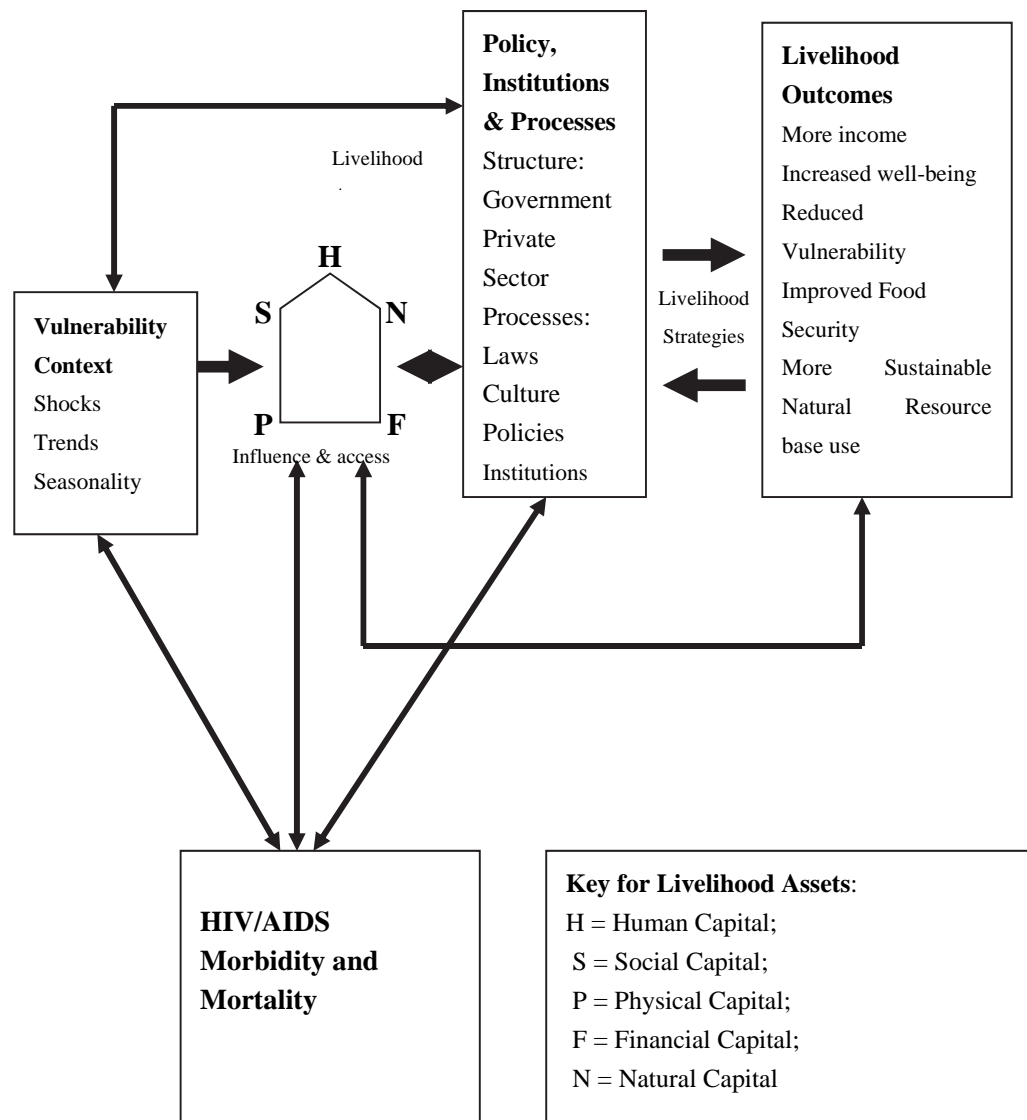 Policy,
Institutions
& Processes
Structure:
Government
Private
Sector
Processes:
Laws
Culture
Policies
Institutions
Livelihood
Outcomes
More income
Increased well-being
Reduced
Vulnerability
Improved Food
Security
More Sustainable
Natural Resource
base use
Livelihood
.
H
S
N
P
F
Influence & access
Vulnerability
Context
Shocks
Trends
Seasonality
Livelihood
Strategies
HIV/AIDS
Morbidity and
Mortality
Key for Livelihood Assets:
H = Human Capital;
S = Social Capital;
P = Physical Capital;
F = Financial Capital;
N = Natural Capital